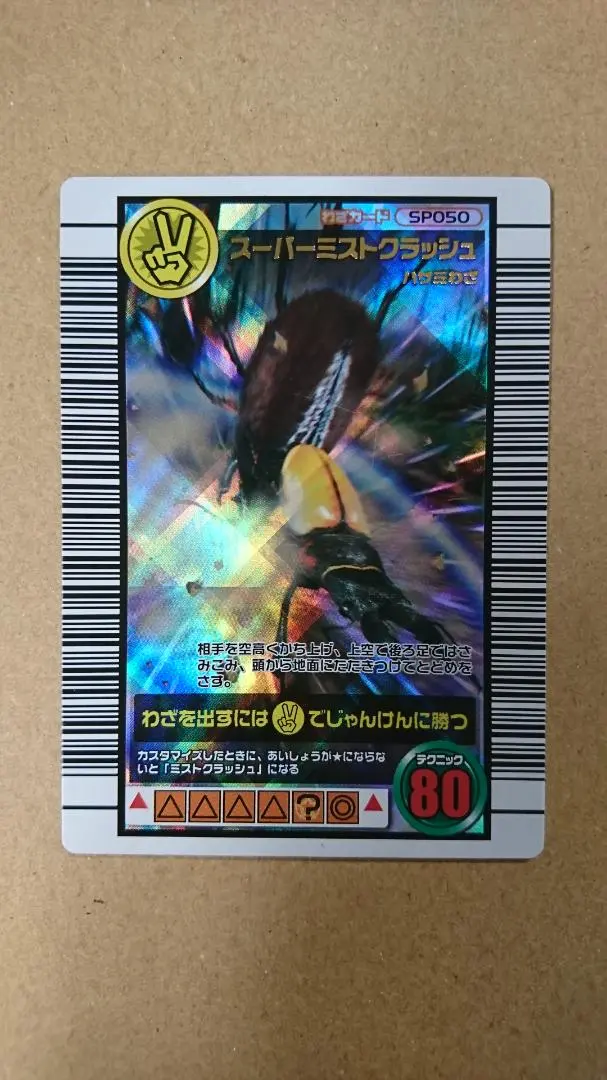 わざカード SP050
スーパーミストクラッシュ
ハサミわざ
相手を空高くかち上げ、上空で後ろ足ではさ
みこみ、頭から地面にたたきつけてとどめを
さす。
わざを出すには でじゃんけんに勝つ
カスタマイズしたときに、あいしょうが★にならな
いと「ミストクラッシュ」になる
テクニック
80
▲ △ △ △ △ ? ◎ ▲